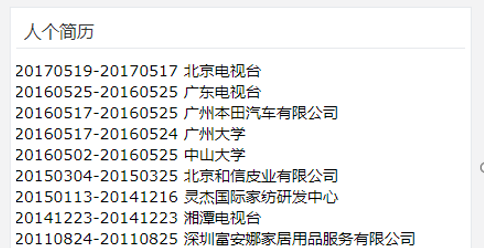 人个简历
20170519-20170517 北京电视台
20160525-20160525 广东电视台
20160517-20160525 广州本田汽车有限公司
20160517-20160524 广州大学
20160502-20160525 中山大学
20150304-20150325 北京和信皮业有限公司
20150113-20141216 灵杰国际家纺研发中心
20141223-20141223 湘潭电视台
20110824-20110825 深圳富安娜家居用品服务有限公司